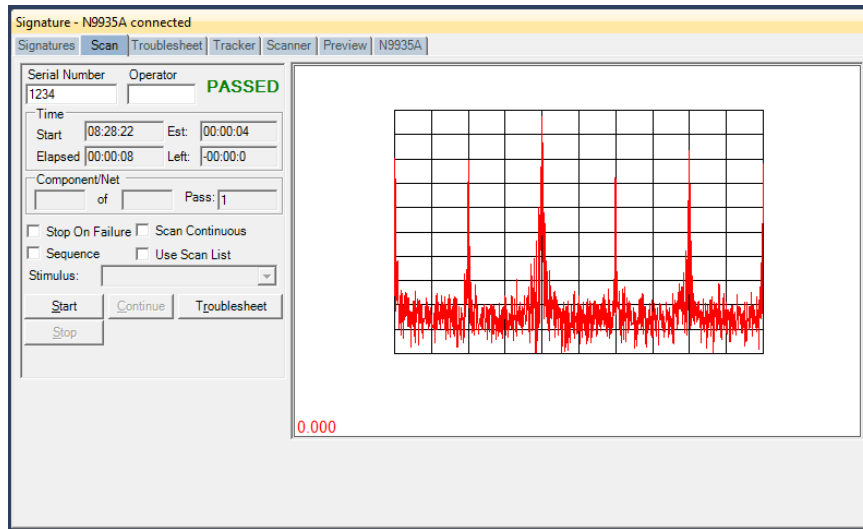 Signature - N9935A connected
Signatures Scan Troublesheet Tracker Scanner Preview N9935A
Serial Number Operator
1234 PASSED
Time
Start 08:28:22 Est: 00:00:04
Elapsed 00:00:08 Left: -00:00:0
Component/Net
of Pass: 1
Stop On Failure Scan Continuous
Sequence Use Scan List
Stimulus:
Start Continue Troublesheet
Stop
0.000